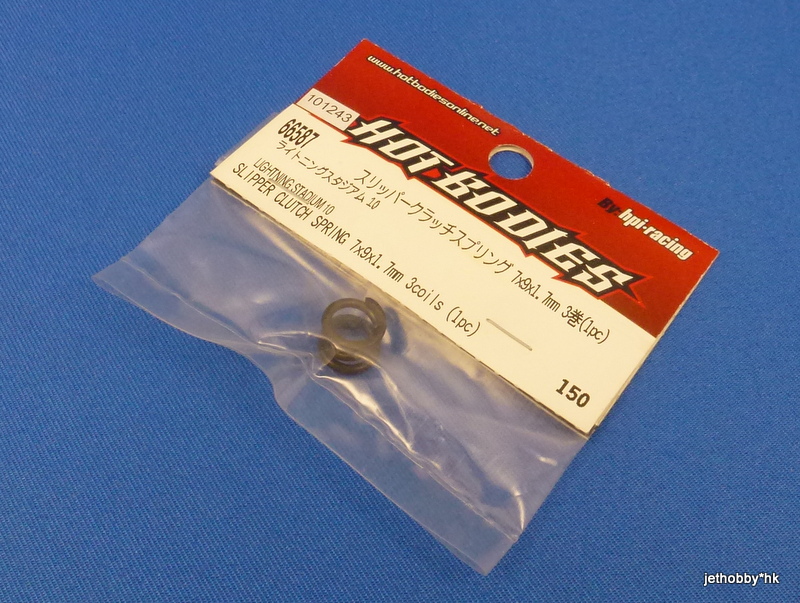 www.hotbodiesonline.net
101243
HOT BODIES
By: hpi-racing
66587
スリッパークラッチスプリング 7x9x1.7mm 3巻(1pc)
ライトニングスタジアム 10
LIGHTNING STADIUM 10
SLIPPER CLUTCH SPRING 7x9x1.7mm 3coils (1pc)
150
jethobby*hk